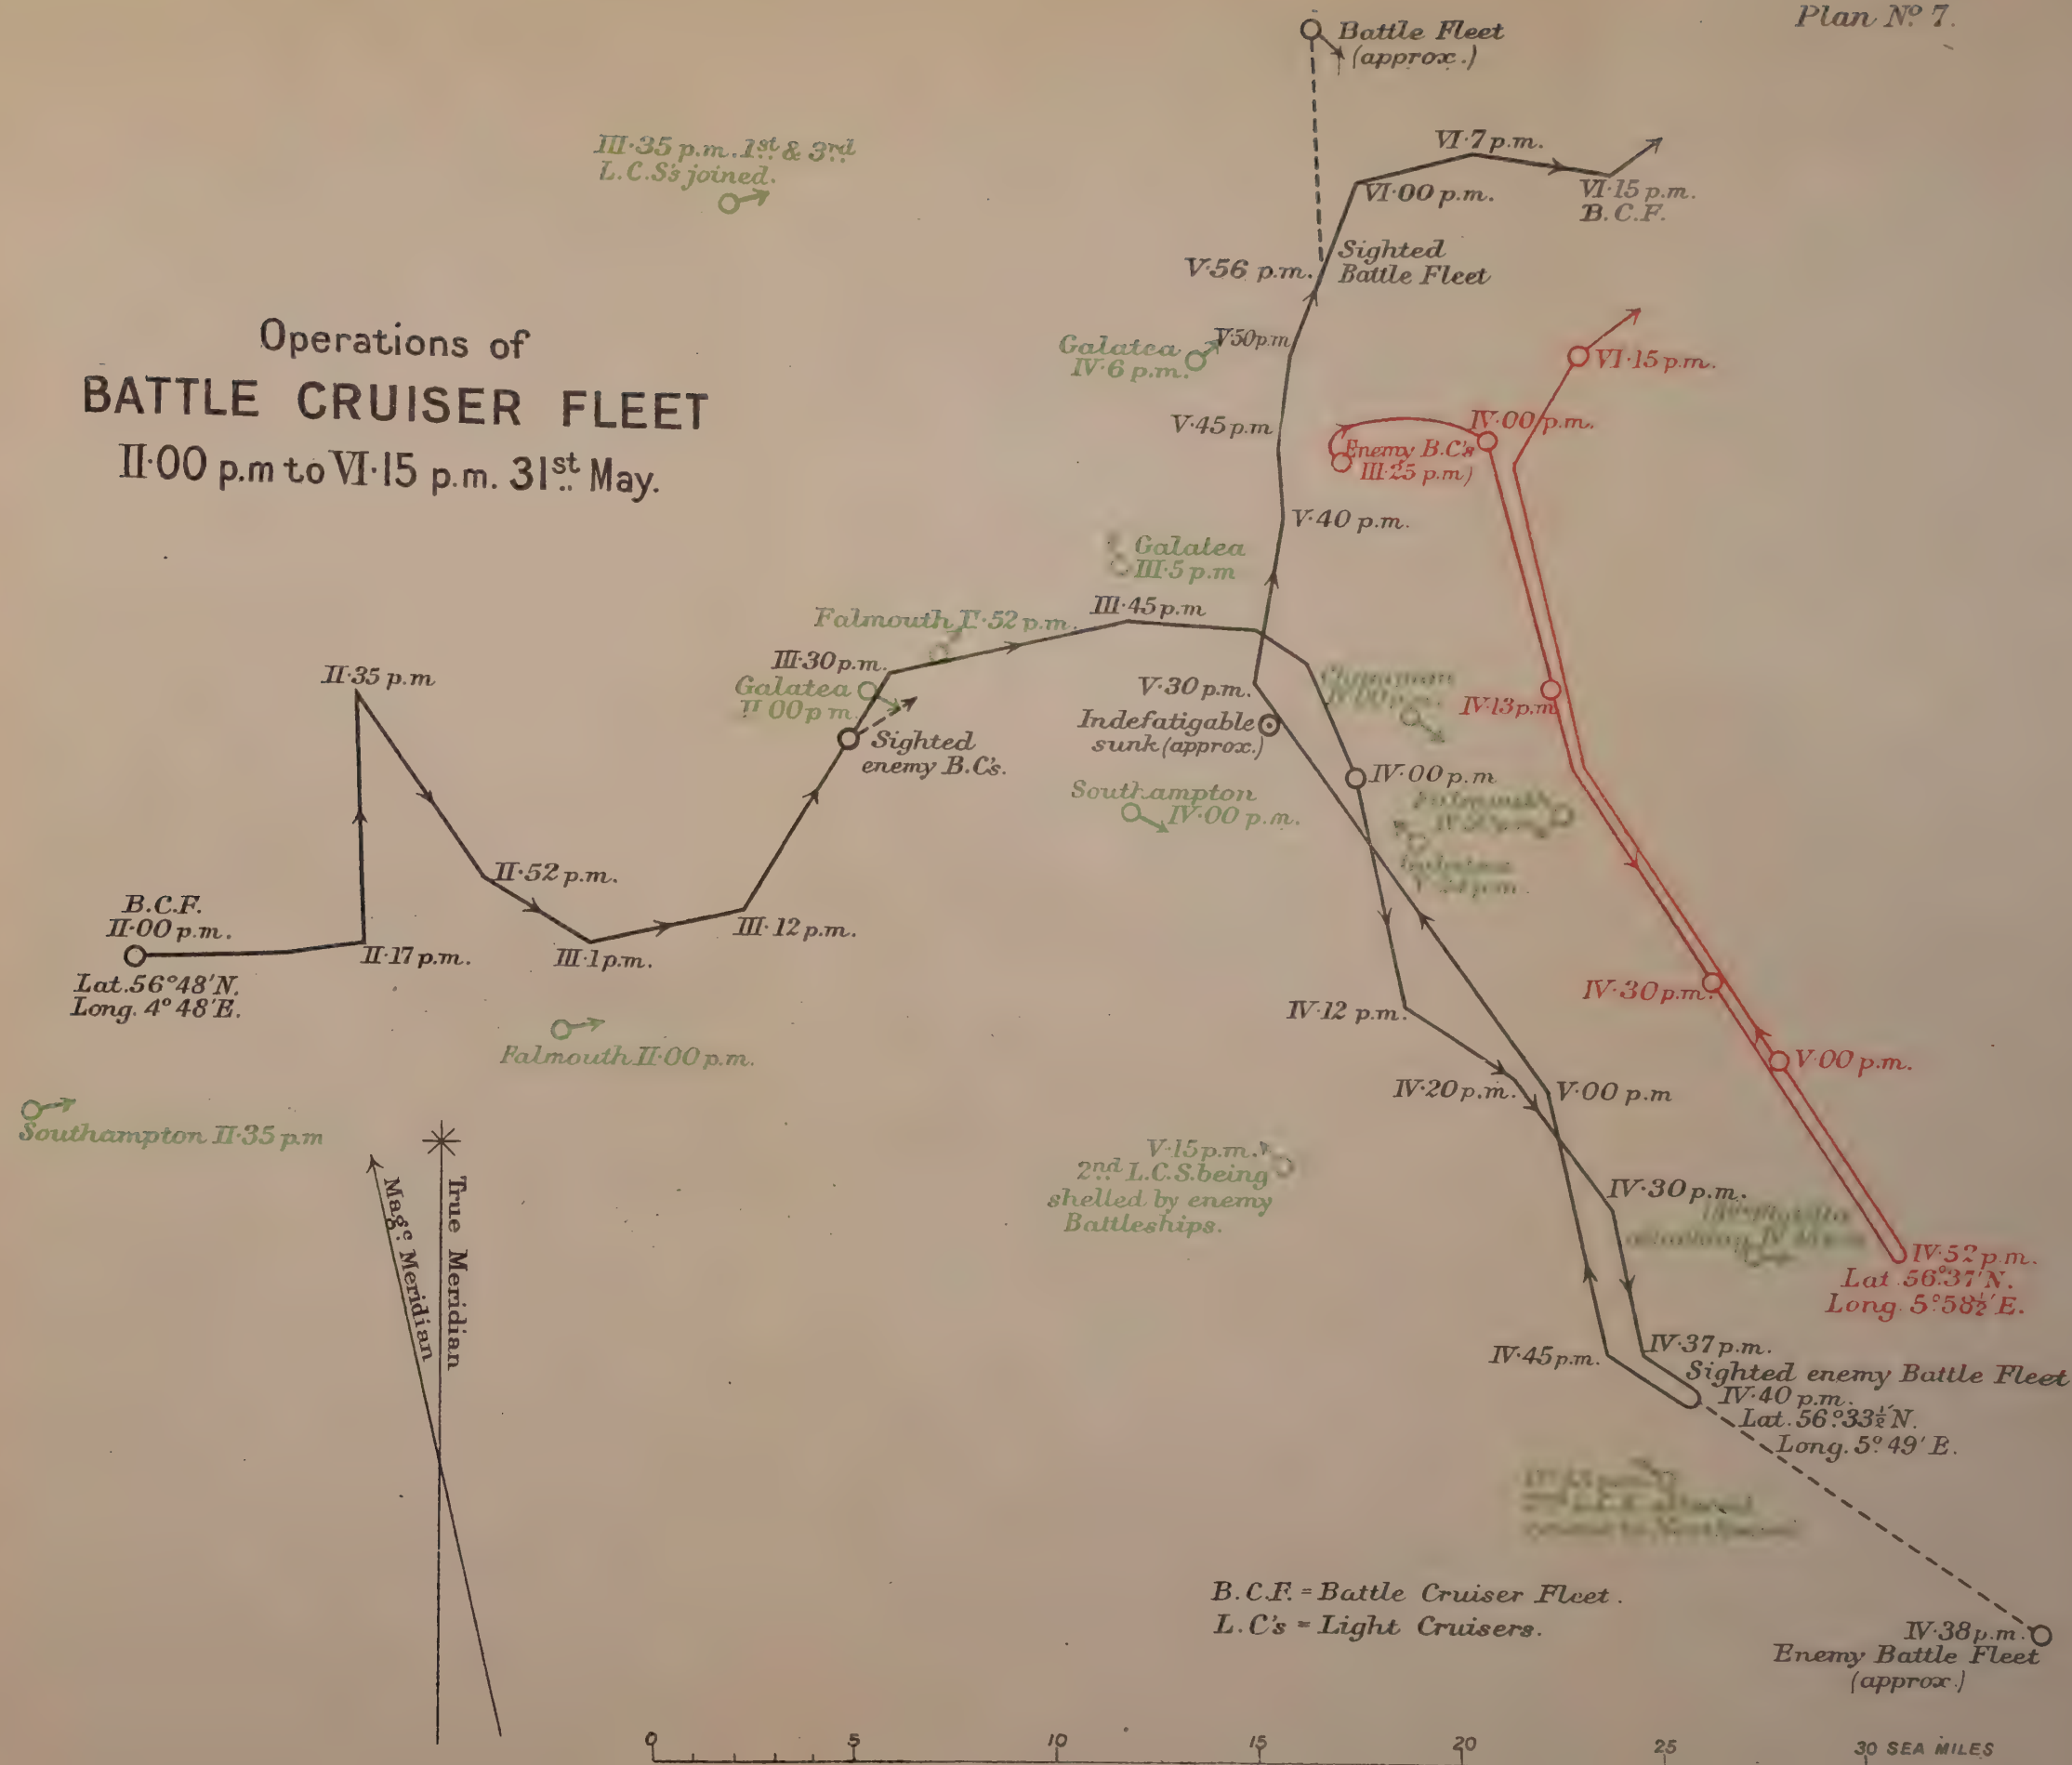 Plan Nº 7.
Battle Fleet
(approx.)
III·35 p.m. 1st & 3rd
L.C.S's joined.
VI·7 p.m.
VI·00 p.m.
VI·15 p.m.
B.C.F.
Sighted
Battle Fleet
V·56 p.m.
Operations of
BATTLE CRUISER FLEET
II·00 p.m to VI·15 p.m. 31st May.
Galatea
IV·6 p.m.
V·50 p.m
VI·15 p.m.
V·45 p.m
IV·00 p.m.
Enemy B.C's
III·25 p.m)
V·40 p.m.
Galatea
III·5 p.m
III·45 p.m
Falmouth II·52 p.m.
III·30 p.m.
Galatea
II·00 p.m.
II·35 p.m
Sighted
enemy B.C's.
V·30 p.m.
Indefatigable
sunk (approx.)
IV·00 p.m.
IV·13 p.m
IV·00 p.m
Southampton
IV·00 p.m.
II·52 p.m.
B.C.F.
II·00 p.m.
Lat. 56°48'N.
Long. 4°48'E.
II·17 p.m.
III·1 p.m.
III·12 p.m.
IV·12 p.m.
IV·30 p.m.
Falmouth II·00 p.m.
V·00 p.m.
IV·20 p.m.
V·00 p.m
Southampton II·35 p.m
V·15 p.m.
2nd L.C.S. being
shelled by enemy
Battleships.
IV·30 p.m.
True Meridian
Magc. Meridian
IV·52 p.m.
Lat 56°37'N.
Long. 5°58½'E.
IV·45 p.m.
IV·37 p.m.
Sighted enemy Battle Fleet
IV·40 p.m.
Lat. 56°33½'N.
Long. 5°49'E.
B.C.F. = Battle Cruiser Fleet.
L.C's = Light Cruisers.
IV·38 p.m.
Enemy Battle Fleet
(approx.)
0 5 10 15 20 25 30 SEA MILES